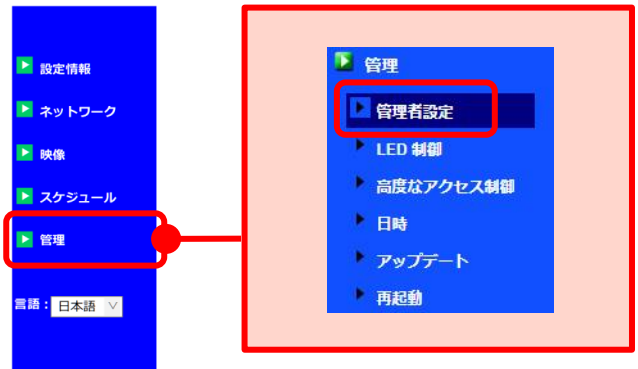 設定情報
ネットワーク
映像
スケジュール
管理
言語：日本語
管理
管理者設定
LED 制御
高度なアクセス制御
日時
アップデート
再起動